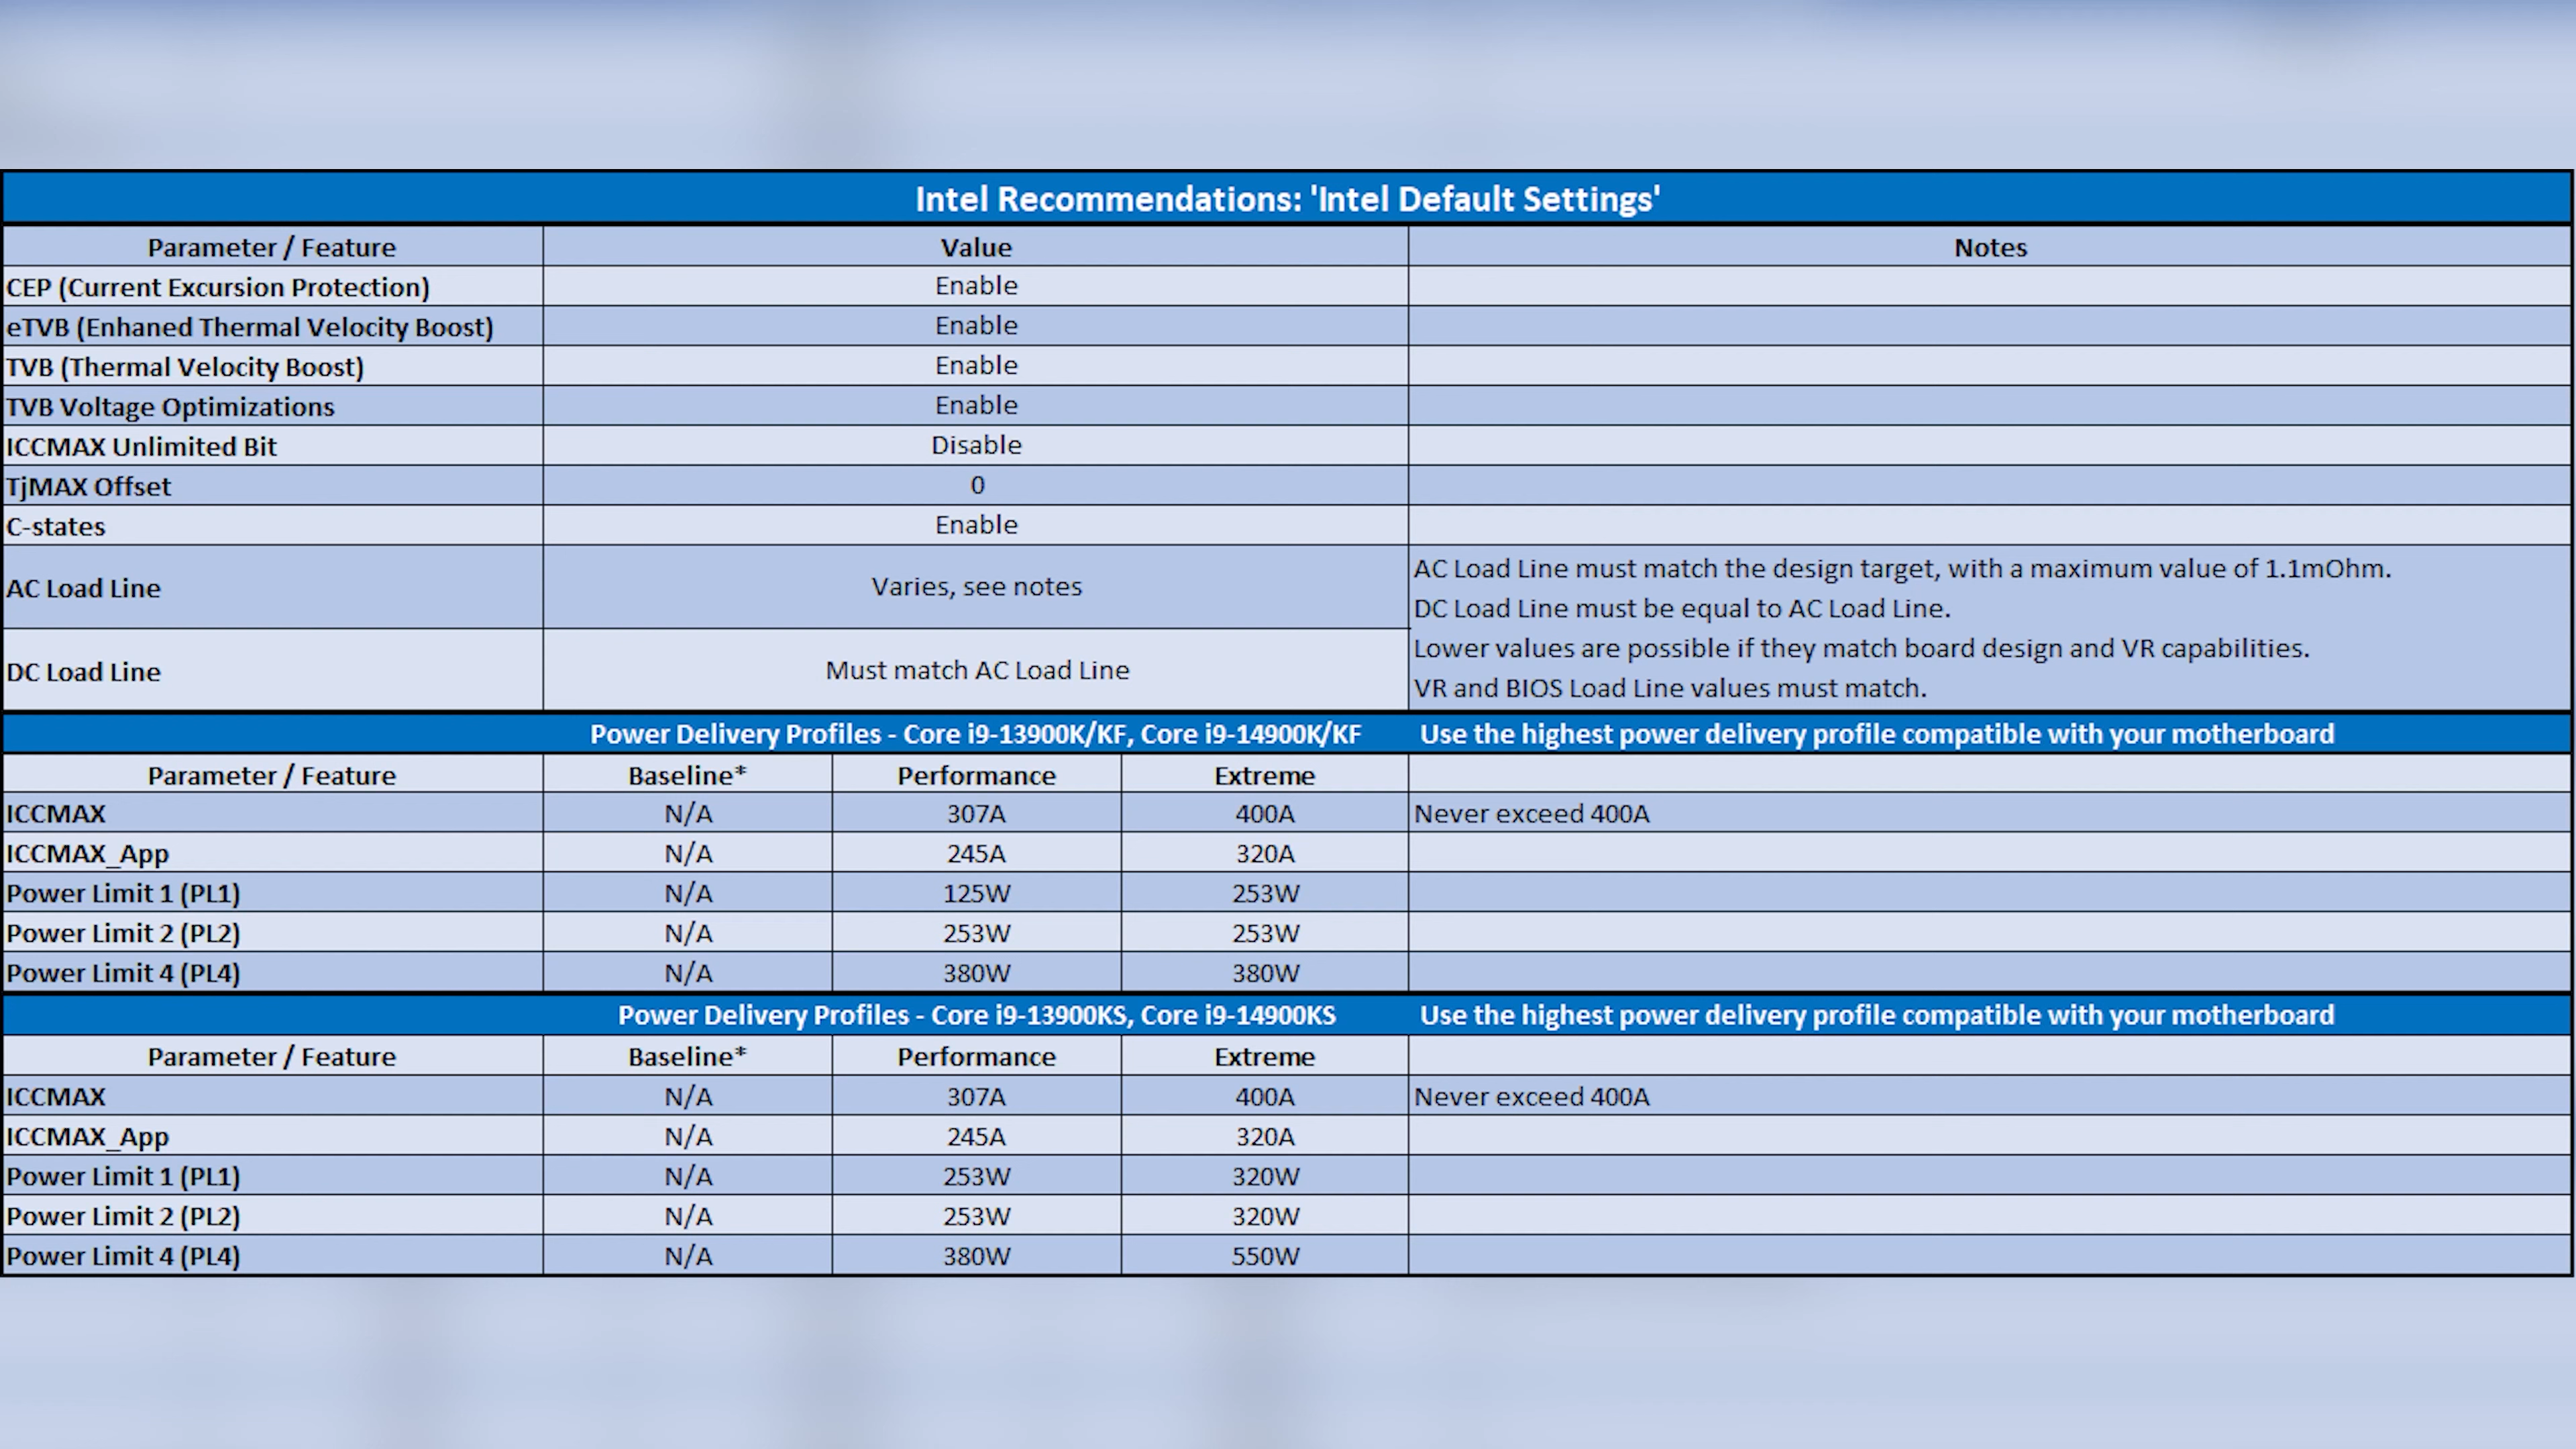 Intel Recommendations: 'Intel Default Settings'
Parameter / Feature Value Notes
CEP (Current Excursion Protection) Enable
eTVB (Enhaned Thermal Velocity Boost) Enable
TVB (Thermal Velocity Boost) Enable
TVB Voltage Optimizations Enable
ICCMAX Unlimited Bit Disable
TjMAX Offset 0
C-states Enable
AC Load Line Varies, see notes
AC Load Line must match the design target, with a maximum value of 1.1mOhm.
DC Load Line must be equal to AC Load Line.
DC Load Line Must match AC Load Line
Lower values are possible if they match board design and VR capabilities.
VR and BIOS Load Line values must match.
Power Delivery Profiles - Core i9-13900K/KF, Core i9-14900K/KF Use the highest power delivery profile compatible with your motherboard
Parameter / Feature Baseline* Performance Extreme
ICCMAX N/A 307A 400A Never exceed 400A
ICCMAX_App N/A 245A 320A
Power Limit 1 (PL1) N/A 125W 253W
Power Limit 2 (PL2) N/A 253W 253W
Power Limit 4 (PL4) N/A 380W 380W
Power Delivery Profiles - Core i9-13900KS, Core i9-14900KS Use the highest power delivery profile compatible with your motherboard
Parameter / Feature Baseline* Performance Extreme
ICCMAX N/A 307A 400A Never exceed 400A
ICCMAX_App N/A 245A 320A
Power Limit 1 (PL1) N/A 253W 320W
Power Limit 2 (PL2) N/A 253W 320W
Power Limit 4 (PL4) N/A 380W 550W